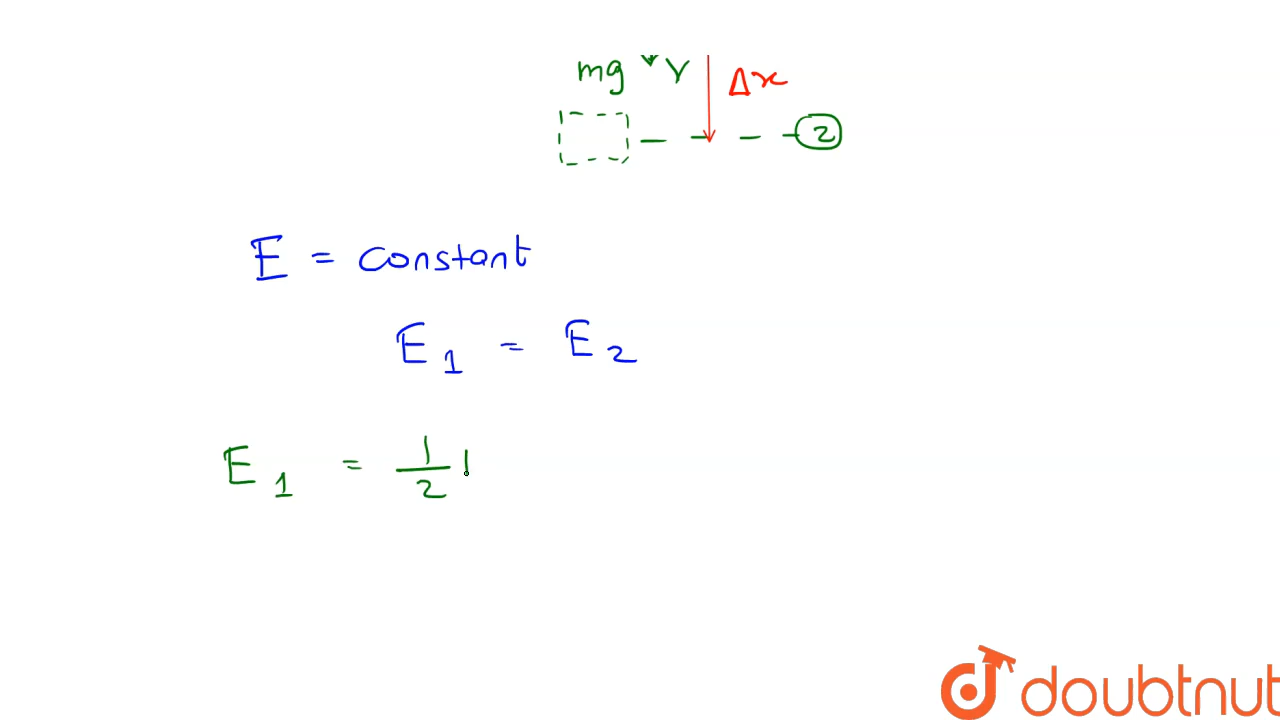 mg v Δx
2
E = constant
E₁ = E₂
E₁ = 1/2
doubtnut